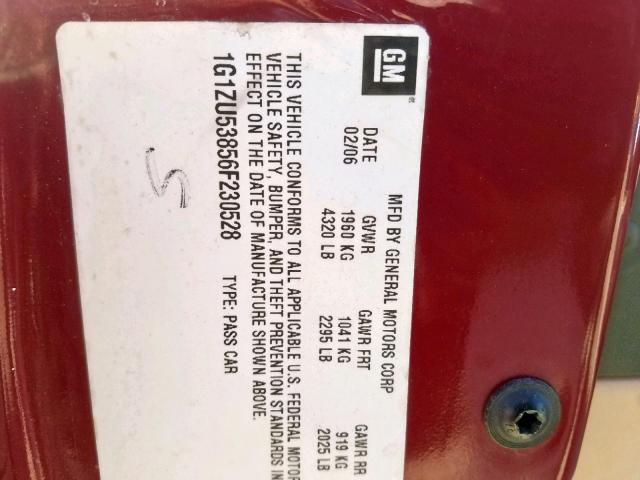 GM
MFD BY GENERAL MOTORS CORP
DATE GVWR GAWR FRT GAWR RR
02/06 1960 KG 1041 KG 919 KG
4320 LB 2295 LB 2025 LB
THIS VEHICLE CONFORMS TO ALL APPLICABLE U.S. FEDERAL MOTOR
VEHICLE SAFETY, BUMPER, AND THEFT PREVENTION STANDARDS IN
EFFECT ON THE DATE OF MANUFACTURE SHOWN ABOVE.
1G1ZU53856F230528 TYPE: PASS CAR
5